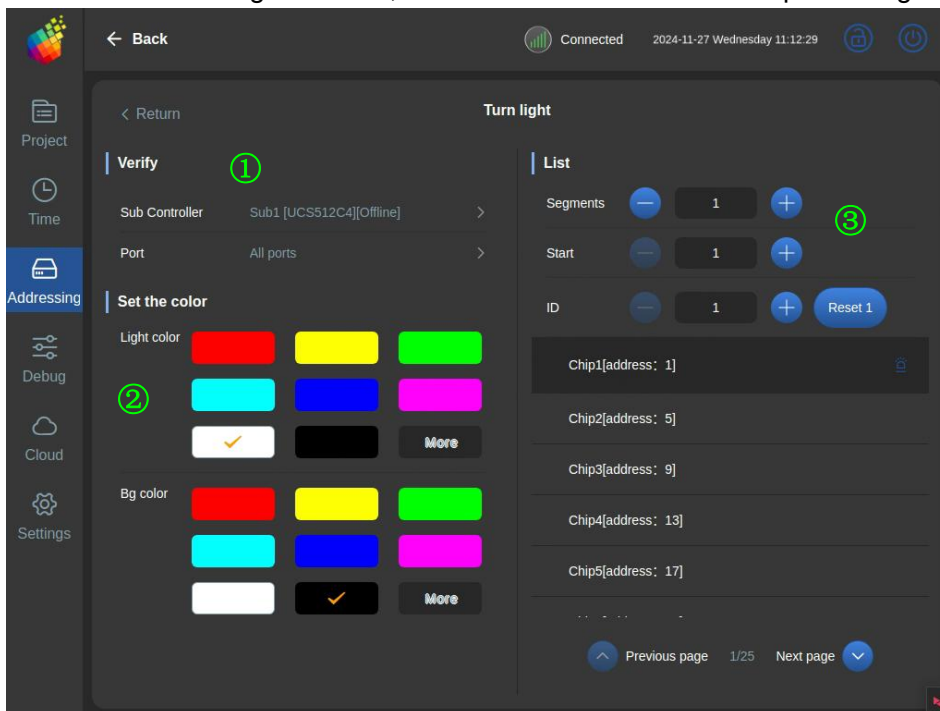 ← Back
Connected
2024-11-27 Wednesday 11:12:29
Project
Time
Addressing
Debug
Cloud
Settings
< Return
Turn light
Verify
①
Sub Controller Sub1 [UCS512C4][Offline] >
Port All ports >
Set the color
Light color
②
More
Bg color
More
List
Segments 1
③
Start 1
ID 1 Reset 1
Chip1[address：1]
Chip2[address：5]
Chip3[address：9]
Chip4[address：13]
Chip5[address：17]
Previous page 1/25 Next page